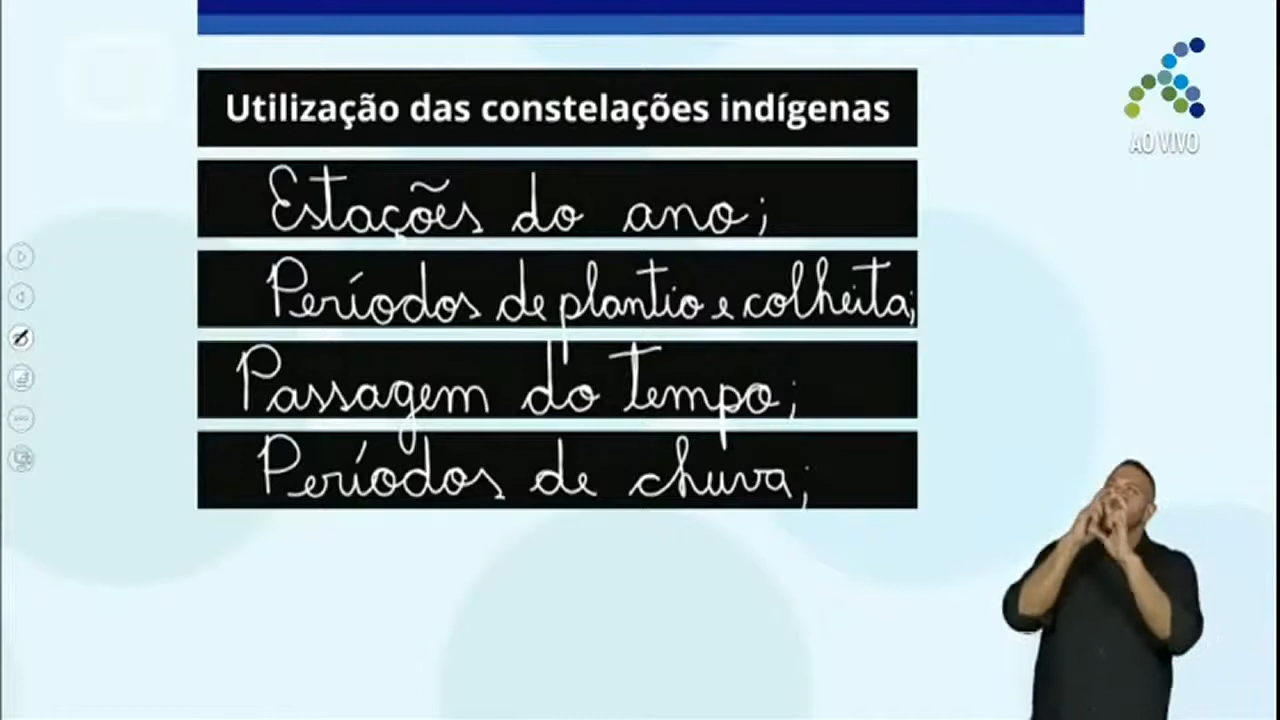 Utilização das constelações indígenas
AO VIVO
Estações do ano;
Períodos de plantio e colheita;
Passagem do tempo;
Períodos de chuva;